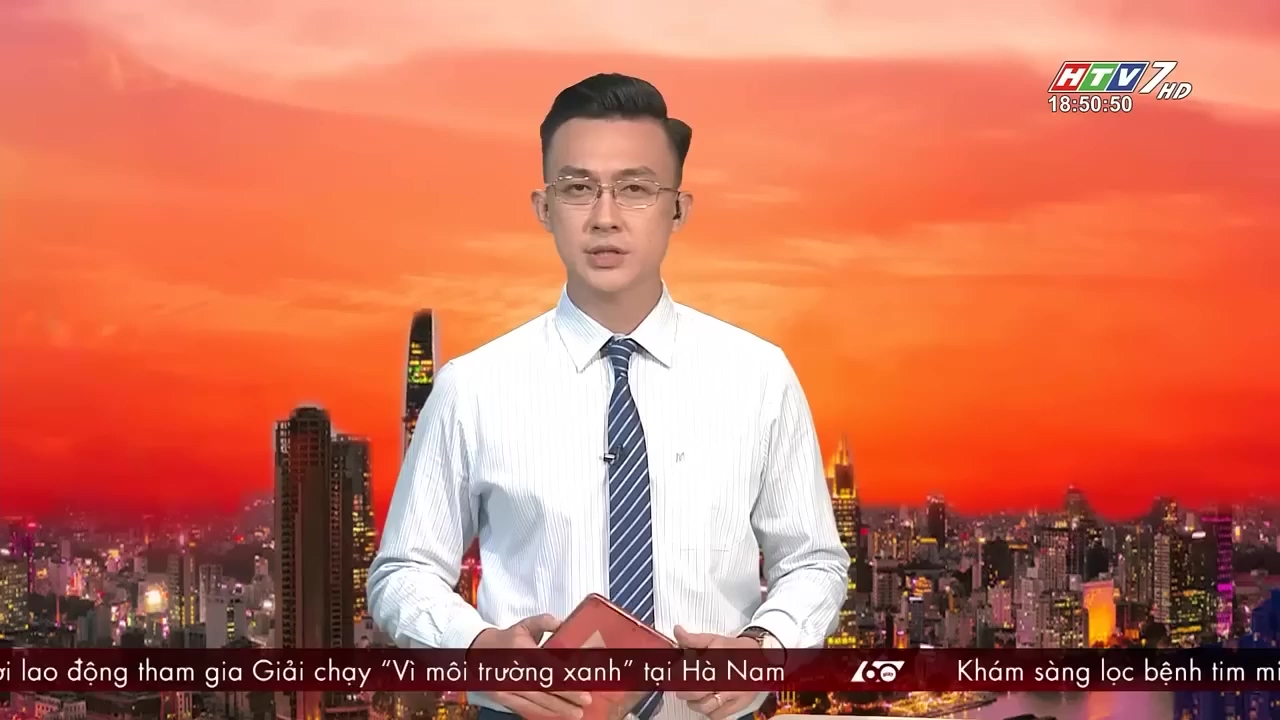 HTV7 HD
18:50:50
lao động tham gia Giải chạy “Vì môi trường xanh” tại Hà Nam 60 Khám sàng lọc bệnh tim